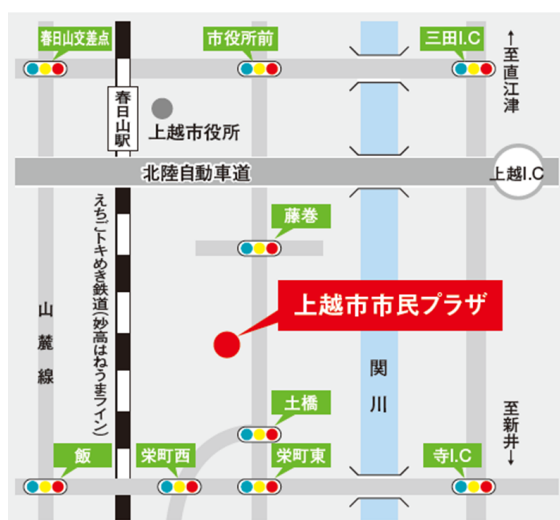 春日山交差点
市役所前
三田I.C
↑至直江津
春日山駅
上越市役所
北陸自動車道
上越I.C
藤巻
えちごトキめき鉄道(妙高はねうまライン)
上越市市民プラザ
山麓線
関川
土橋
至新井↓
飯
栄町西
栄町東
寺I.C